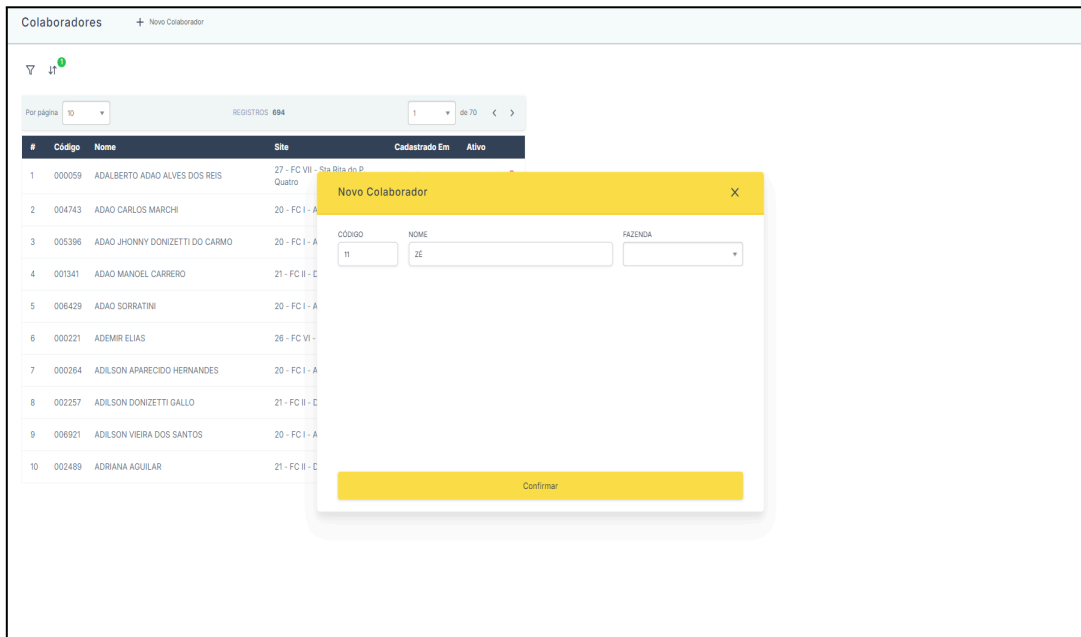 Colaboradores + Novo Colaborador
1
Por página 10 REGISTROS 694 1 de 70
# Código Nome Site Cadastrado Em Ativo
1 000059 ADALBERTO ADAO ALVES DOS REIS 27 - FC VII - Sta Rita do P.
Quatro
2 004743 ADAO CARLOS MARCHI 20 - FC I - A
3 005396 ADAO JHONNY DONIZETTI DO CARMO 20 - FC I - A
4 001341 ADAO MANOEL CARRERO 21 - FC II -
5 006429 ADAO SORRATINI 20 - FC I - A
6 000221 ADEMIR ELIAS 26 - FC VI -
7 000264 ADILSON APARECIDO HERNANDES 20 - FC I - A
8 002257 ADILSON DONIZETTI GALLO 21 - FC II -
9 006921 ADILSON VIEIRA DOS SANTOS 20 - FC I - A
10 002489 ADRIANA AGUILAR 21 - FC II -
Novo Colaborador X
CÓDIGO NOME FAZENDA
11 ZÉ
Confirmar